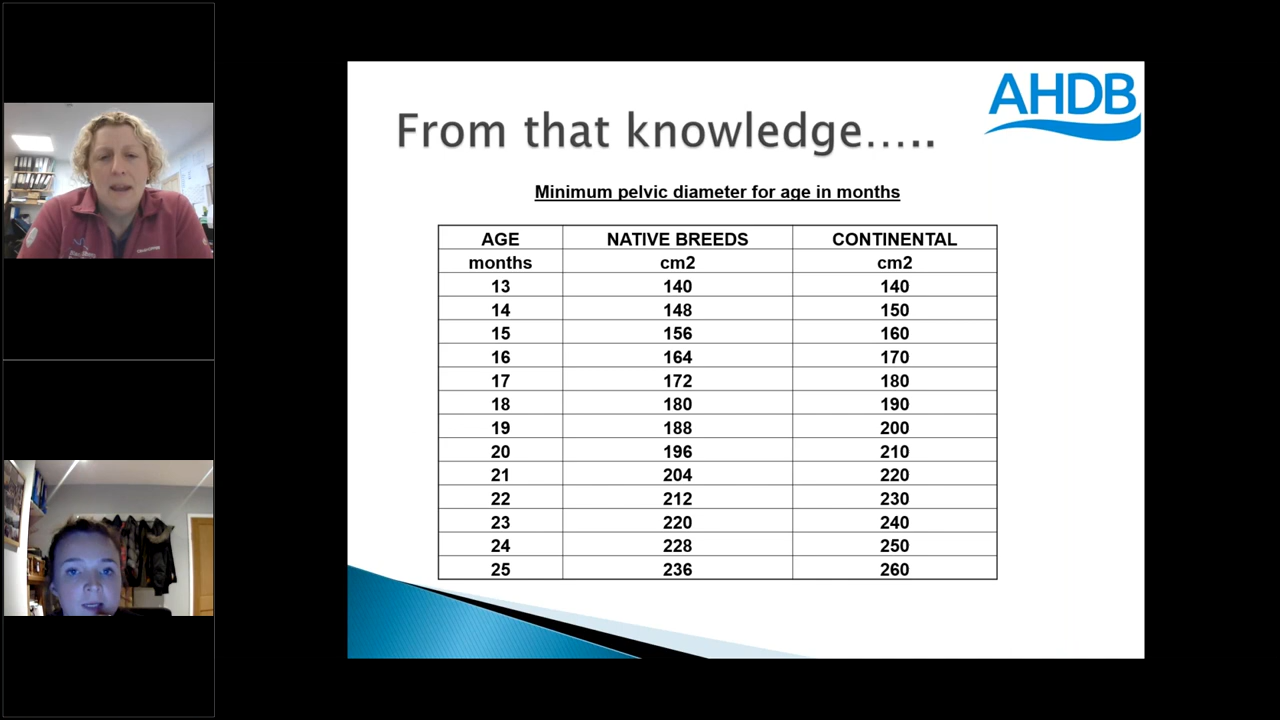 AHDB
From that knowledge.....
Minimum pelvic diameter for age in months
AGE NATIVE BREEDS CONTINENTAL
months cm2 cm2
13 140 140
14 148 150
15 156 160
16 164 170
17 172 180
18 180 190
19 188 200
20 196 210
21 204 220
22 212 230
23 220 240
24 228 250
25 236 260